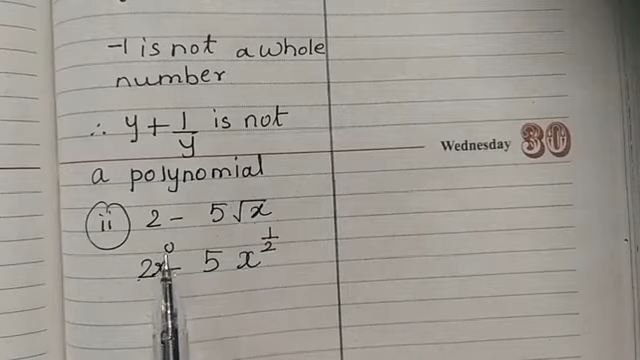 -1 is not a whole
number
∴ y + 1/y is not
Wednesday 30
a polynomial
(ii) 2 - 5√x
2x⁰ - 5 x^(1/2)